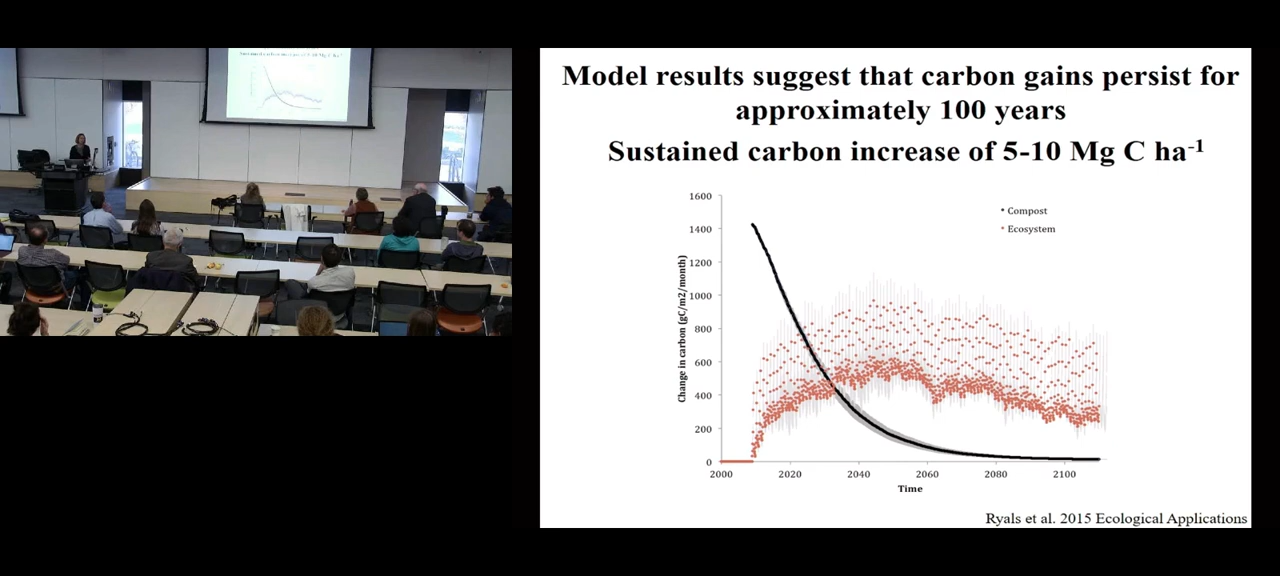 Model results suggest that carbon gains persist for
approximately 100 years
Sustained carbon increase of 5-10 Mg C ha-1
1600
1400
1200
1000
800
600
400
200
0
Change in carbon (gC/m2/month)
Compost
Ecosystem
2000 2020 2040 2060 2080 2100
Time
Ryals et al. 2015 Ecological Applications